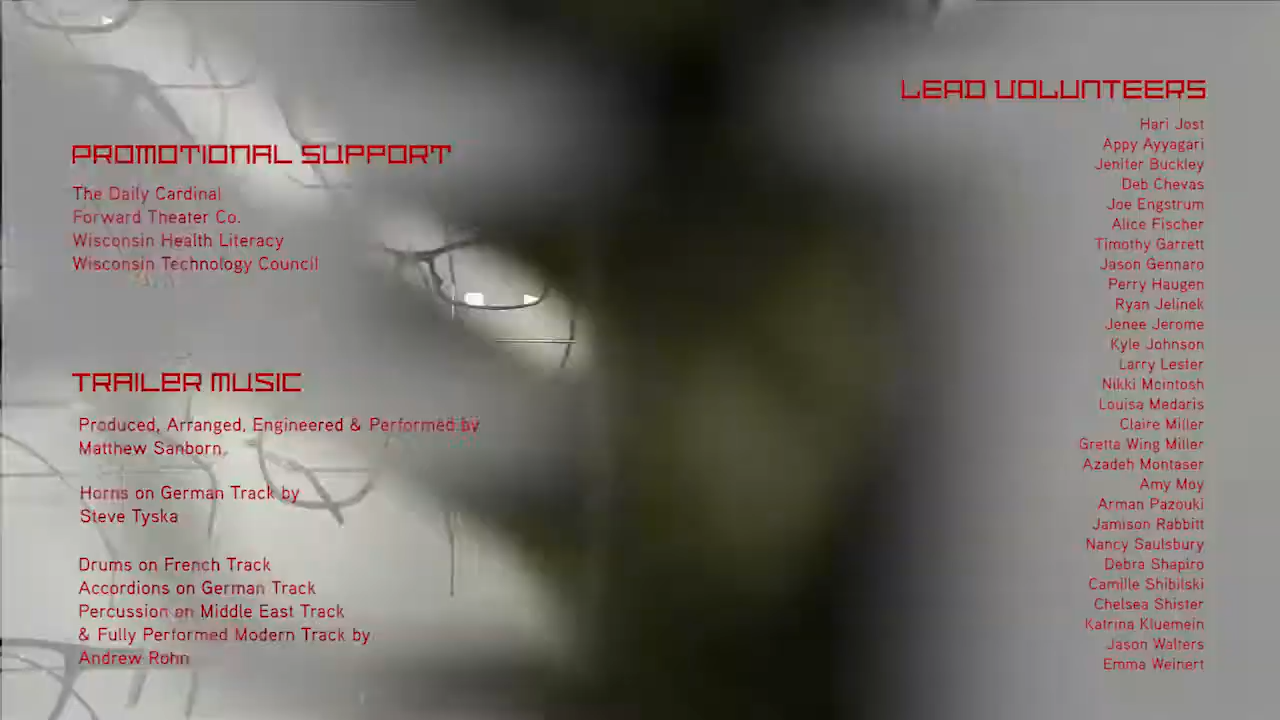 PROMOTIONAL SUPPORT
The Daily Cardinal
Forward Theater Co.
Wisconsin Health Literacy
Wisconsin Technology Council
TRAILER MUSIC
Produced, Arranged, Engineered & Performed by
Matthew Sanborn
Horns on German Track by
Steve Tyska
Drums on French Track
Accordions on German Track
Percussion on Middle East Track
& Fully Performed Modern Track by
Andrew Rohn
LEAD VOLUNTEERS
Hari Jost
Appy Ayyagari
Jenifer Buckley
Deb Chevas
Joe Engstrum
Alice Fischer
Timothy Garrett
Jason Gennaro
Perry Haugen
Ryan Jelinek
Jenee Jerome
Kyle Johnson
Larry Lester
Nikki Mcintosh
Louisa Medaris
Claire Miller
Gretta Wing Miller
Azadeh Montaser
Amy Moy
Arman Pazouki
Jamison Rabbitt
Nancy Saulsbury
Debra Shapiro
Camille Shibilski
Chelsea Shister
Katrina Kluemein
Jason Walters
Emma Weinert